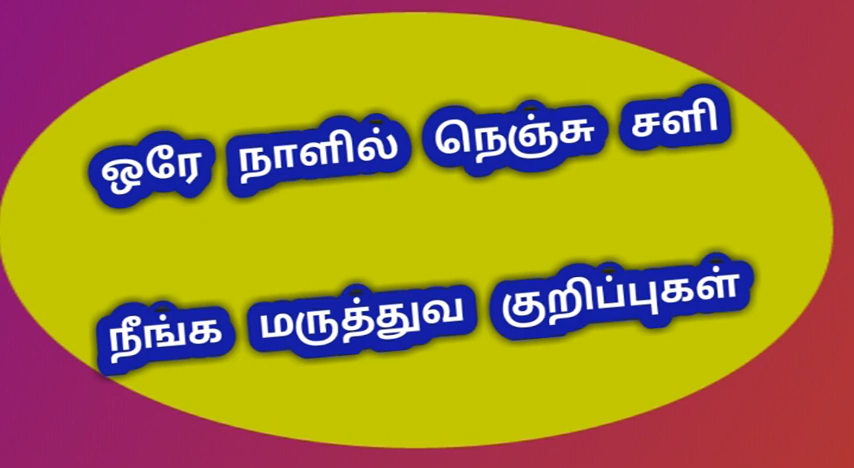 ஒரே நாளில் நெஞ்சு சளி
நீங்க மருத்துவ குறிப்புகள்